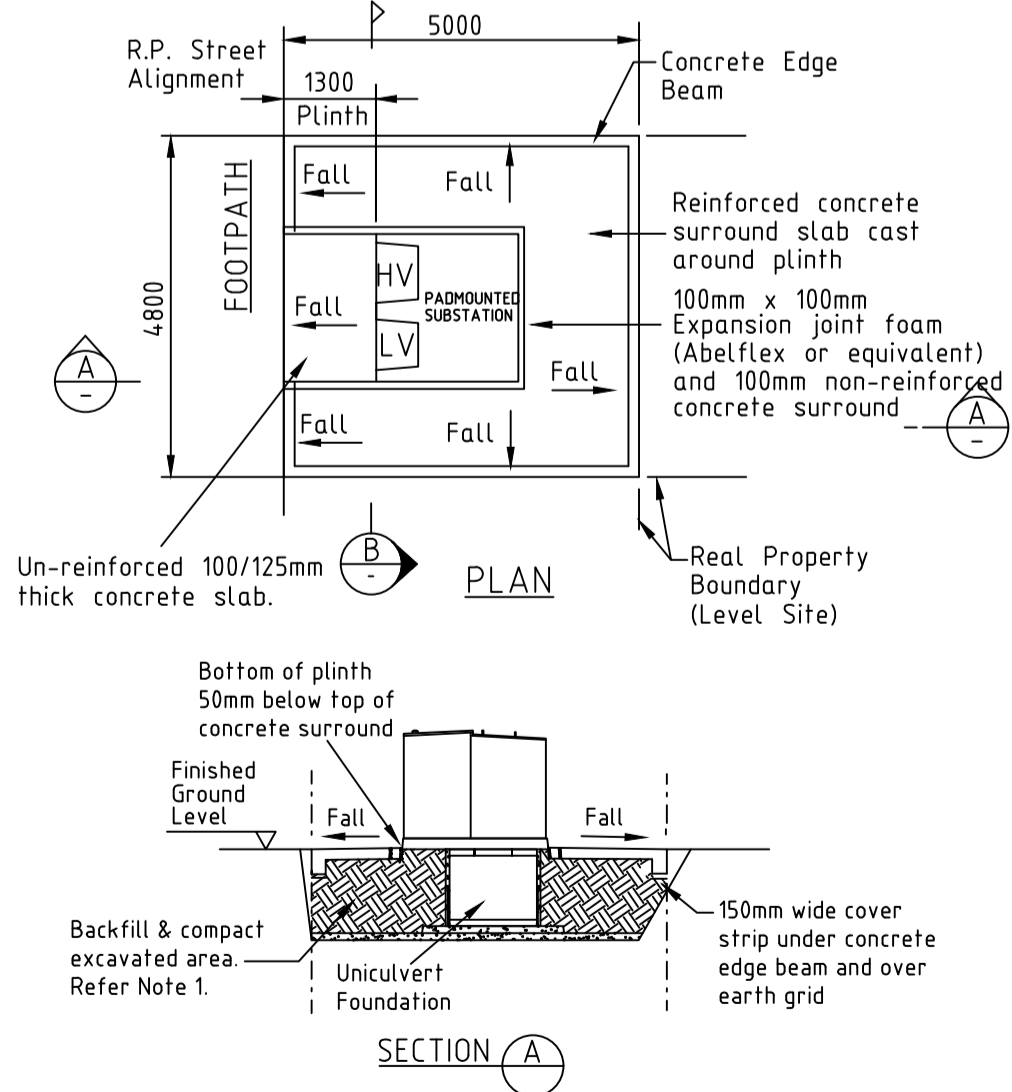 5000
R.P. Street
Alignment
1300
Plinth
Concrete Edge
Beam
FOOTPATH
4800
Fall
Fall
Reinforced concrete
surround slab cast
around plinth
HV
PADMOUNTED
SUBSTATION
Fall
LV
100mm x 100mm
Expansion joint foam
(Abelflex or equivalent)
and 100mm non-reinforced
concrete surround
A
-
Fall
A
-
Fall
Fall
Un-reinforced 100/125mm
thick concrete slab.
B
-
PLAN
Real Property
Boundary
(Level Site)
Bottom of plinth
50mm below top of
concrete surround
Finished
Ground
Level
Fall
Fall
Backfill & compact
excavated area.
Refer Note 1.
Uniculvert
Foundation
150mm wide cover
strip under concrete
edge beam and over
earth grid
SECTION A